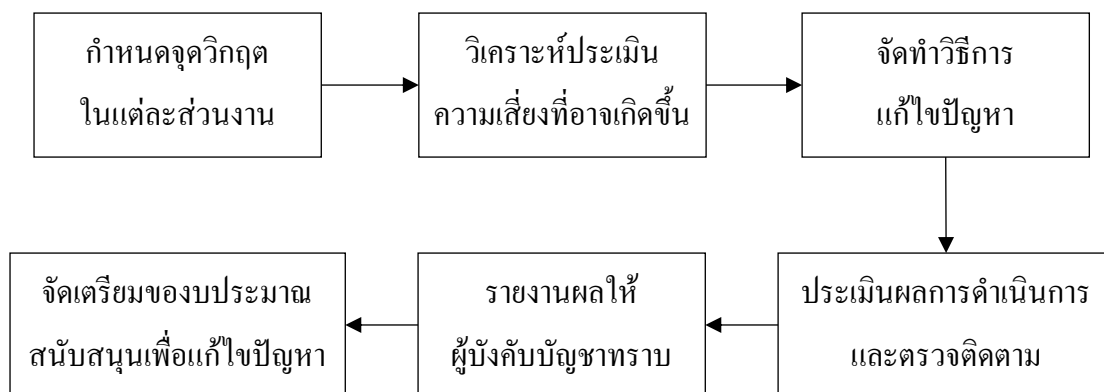 กำหนดจุดวิกฤต
ในแต่ละส่วนงาน
วิเคราะห์ประเมิน
ความเสี่ยงที่อาจเกิดขึ้น
จัดทำวิธีการ
แก้ไขปัญหา
ประเมินผลการดำเนินการ
และตรวจติดตาม
รายงานผลให้
ผู้บังคับบัญชาทราบ
จัดเตรียมของบประมาณ
สนับสนุนเพื่อแก้ไขปัญหา